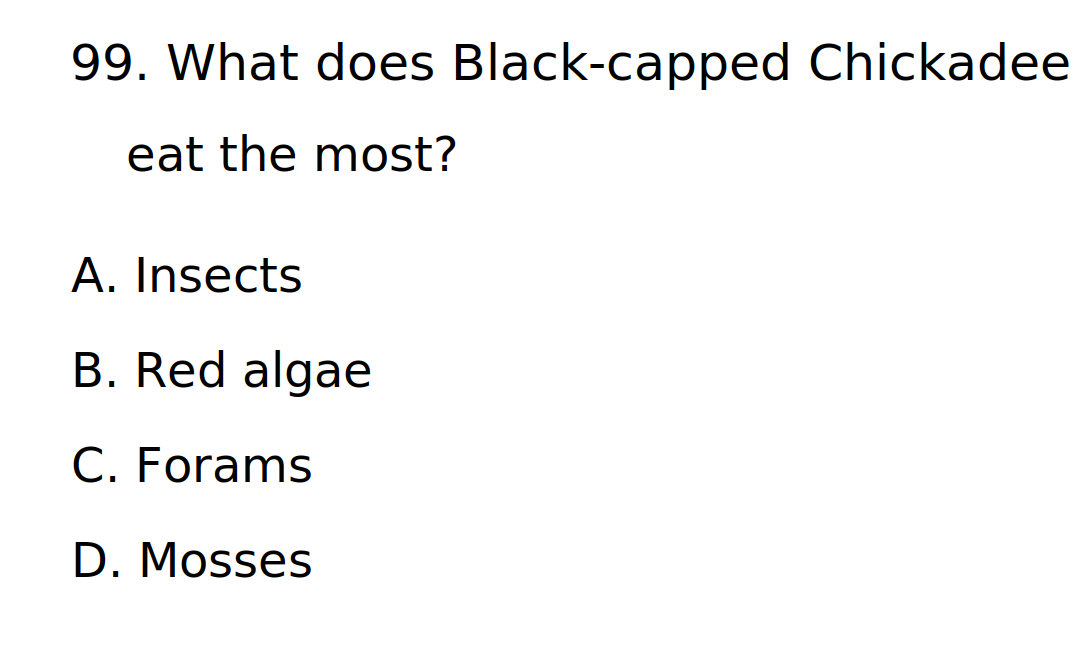 99. What does Black-capped Chickadee
eat the most?
A. Insects
B. Red algae
C. Forams
D. Mosses